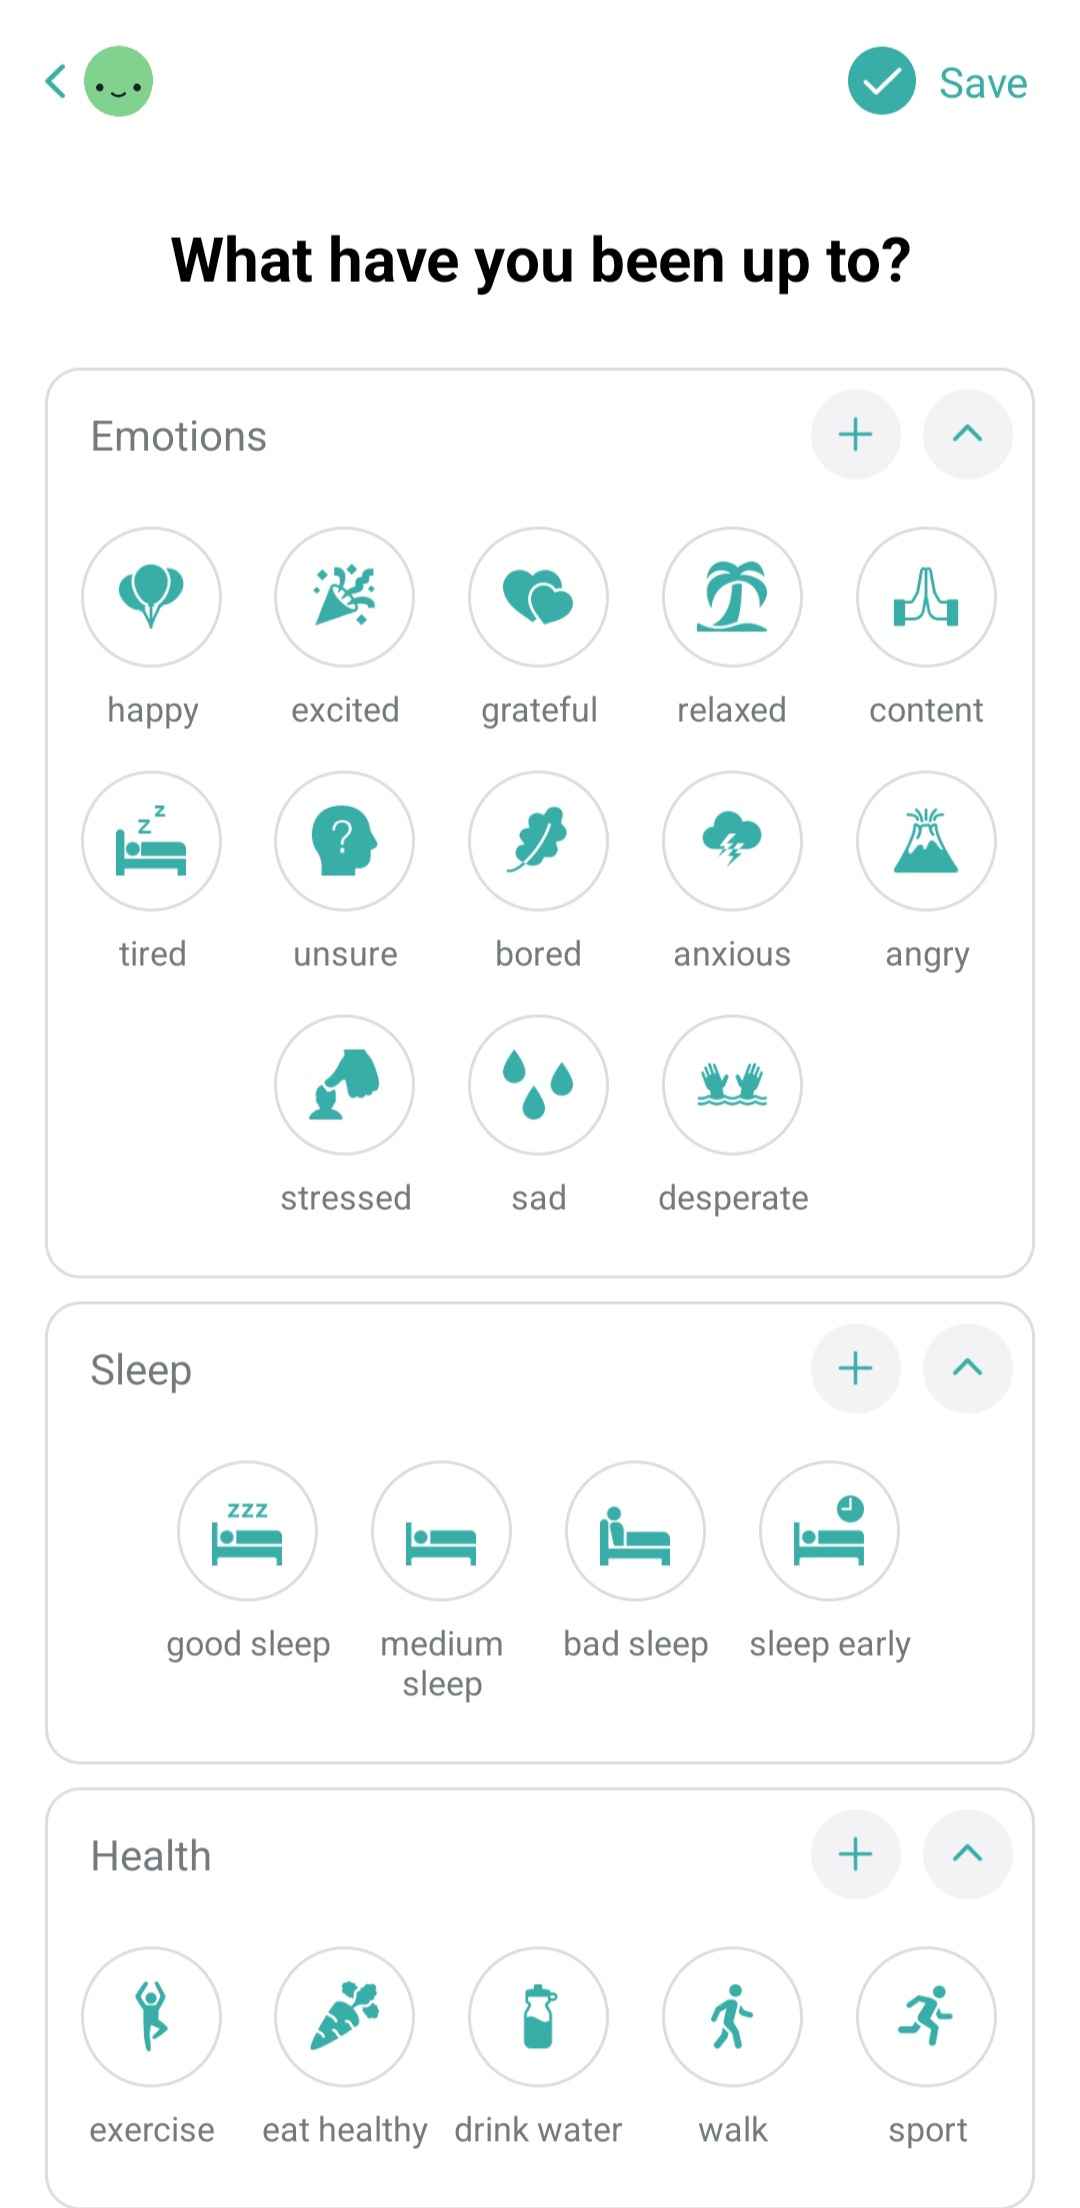 Save
What have you been up to?
Emotions
happy excited grateful relaxed content
tired unsure bored anxious angry
stressed sad desperate
Sleep
good sleep medium sleep bad sleep sleep early
Health
exercise eat healthy drink water walk sport